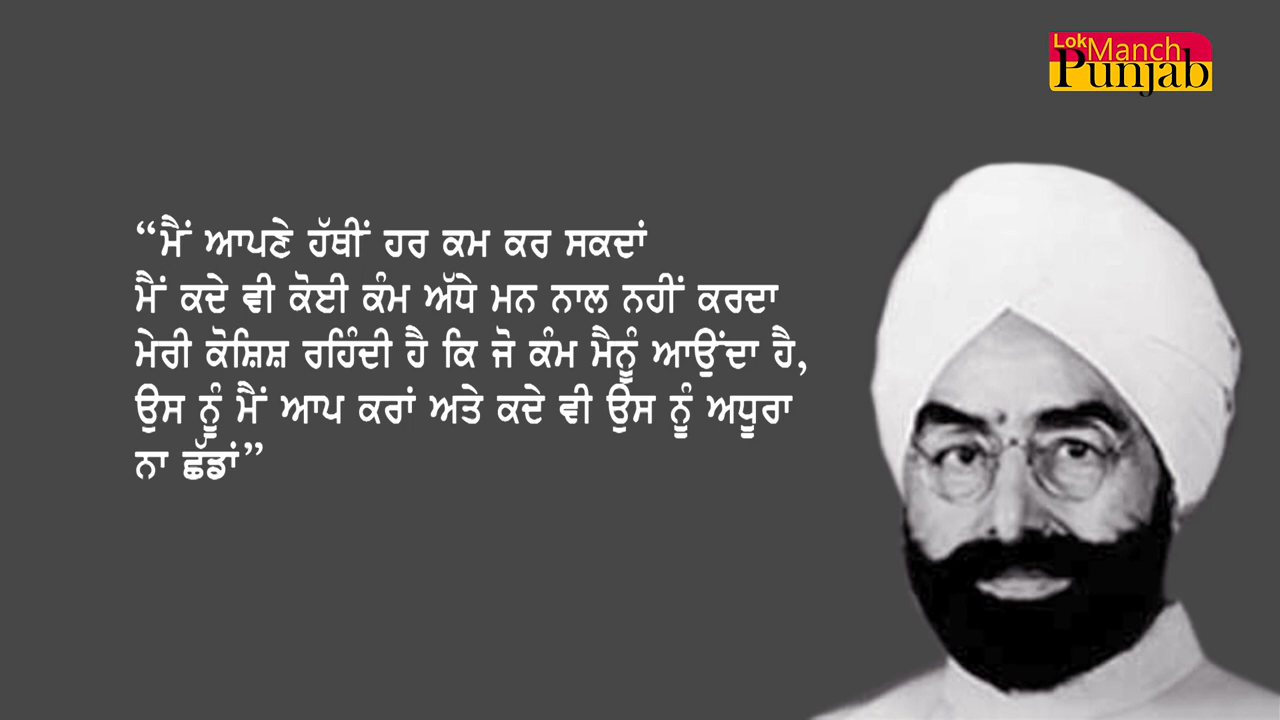 Lok Manch
Punjab
“ਮੈਂ ਆਪਣੇ ਹੱਥੀਂ ਹਰ ਕਮ ਕਰ ਸਕਦਾਂ
ਮੈਂ ਕਦੇ ਵੀ ਕੋਈ ਕੰਮ ਅੱਧੇ ਮਨ ਨਾਲ ਨਹੀਂ ਕਰਦਾ
ਮੇਰੀ ਕੋਸ਼ਿਸ਼ ਰਹਿੰਦੀ ਹੈ ਕਿ ਜੋ ਕੰਮ ਮੈਨੂੰ ਆਉਂਦਾ ਹੈ,
ਉਸ ਨੂੰ ਮੈਂ ਆਪ ਕਰਾਂ ਅਤੇ ਕਦੇ ਵੀ ਉਸ ਨੂੰ ਅਧੂਰਾ
ਨਾ ਛੱਡਾਂ”